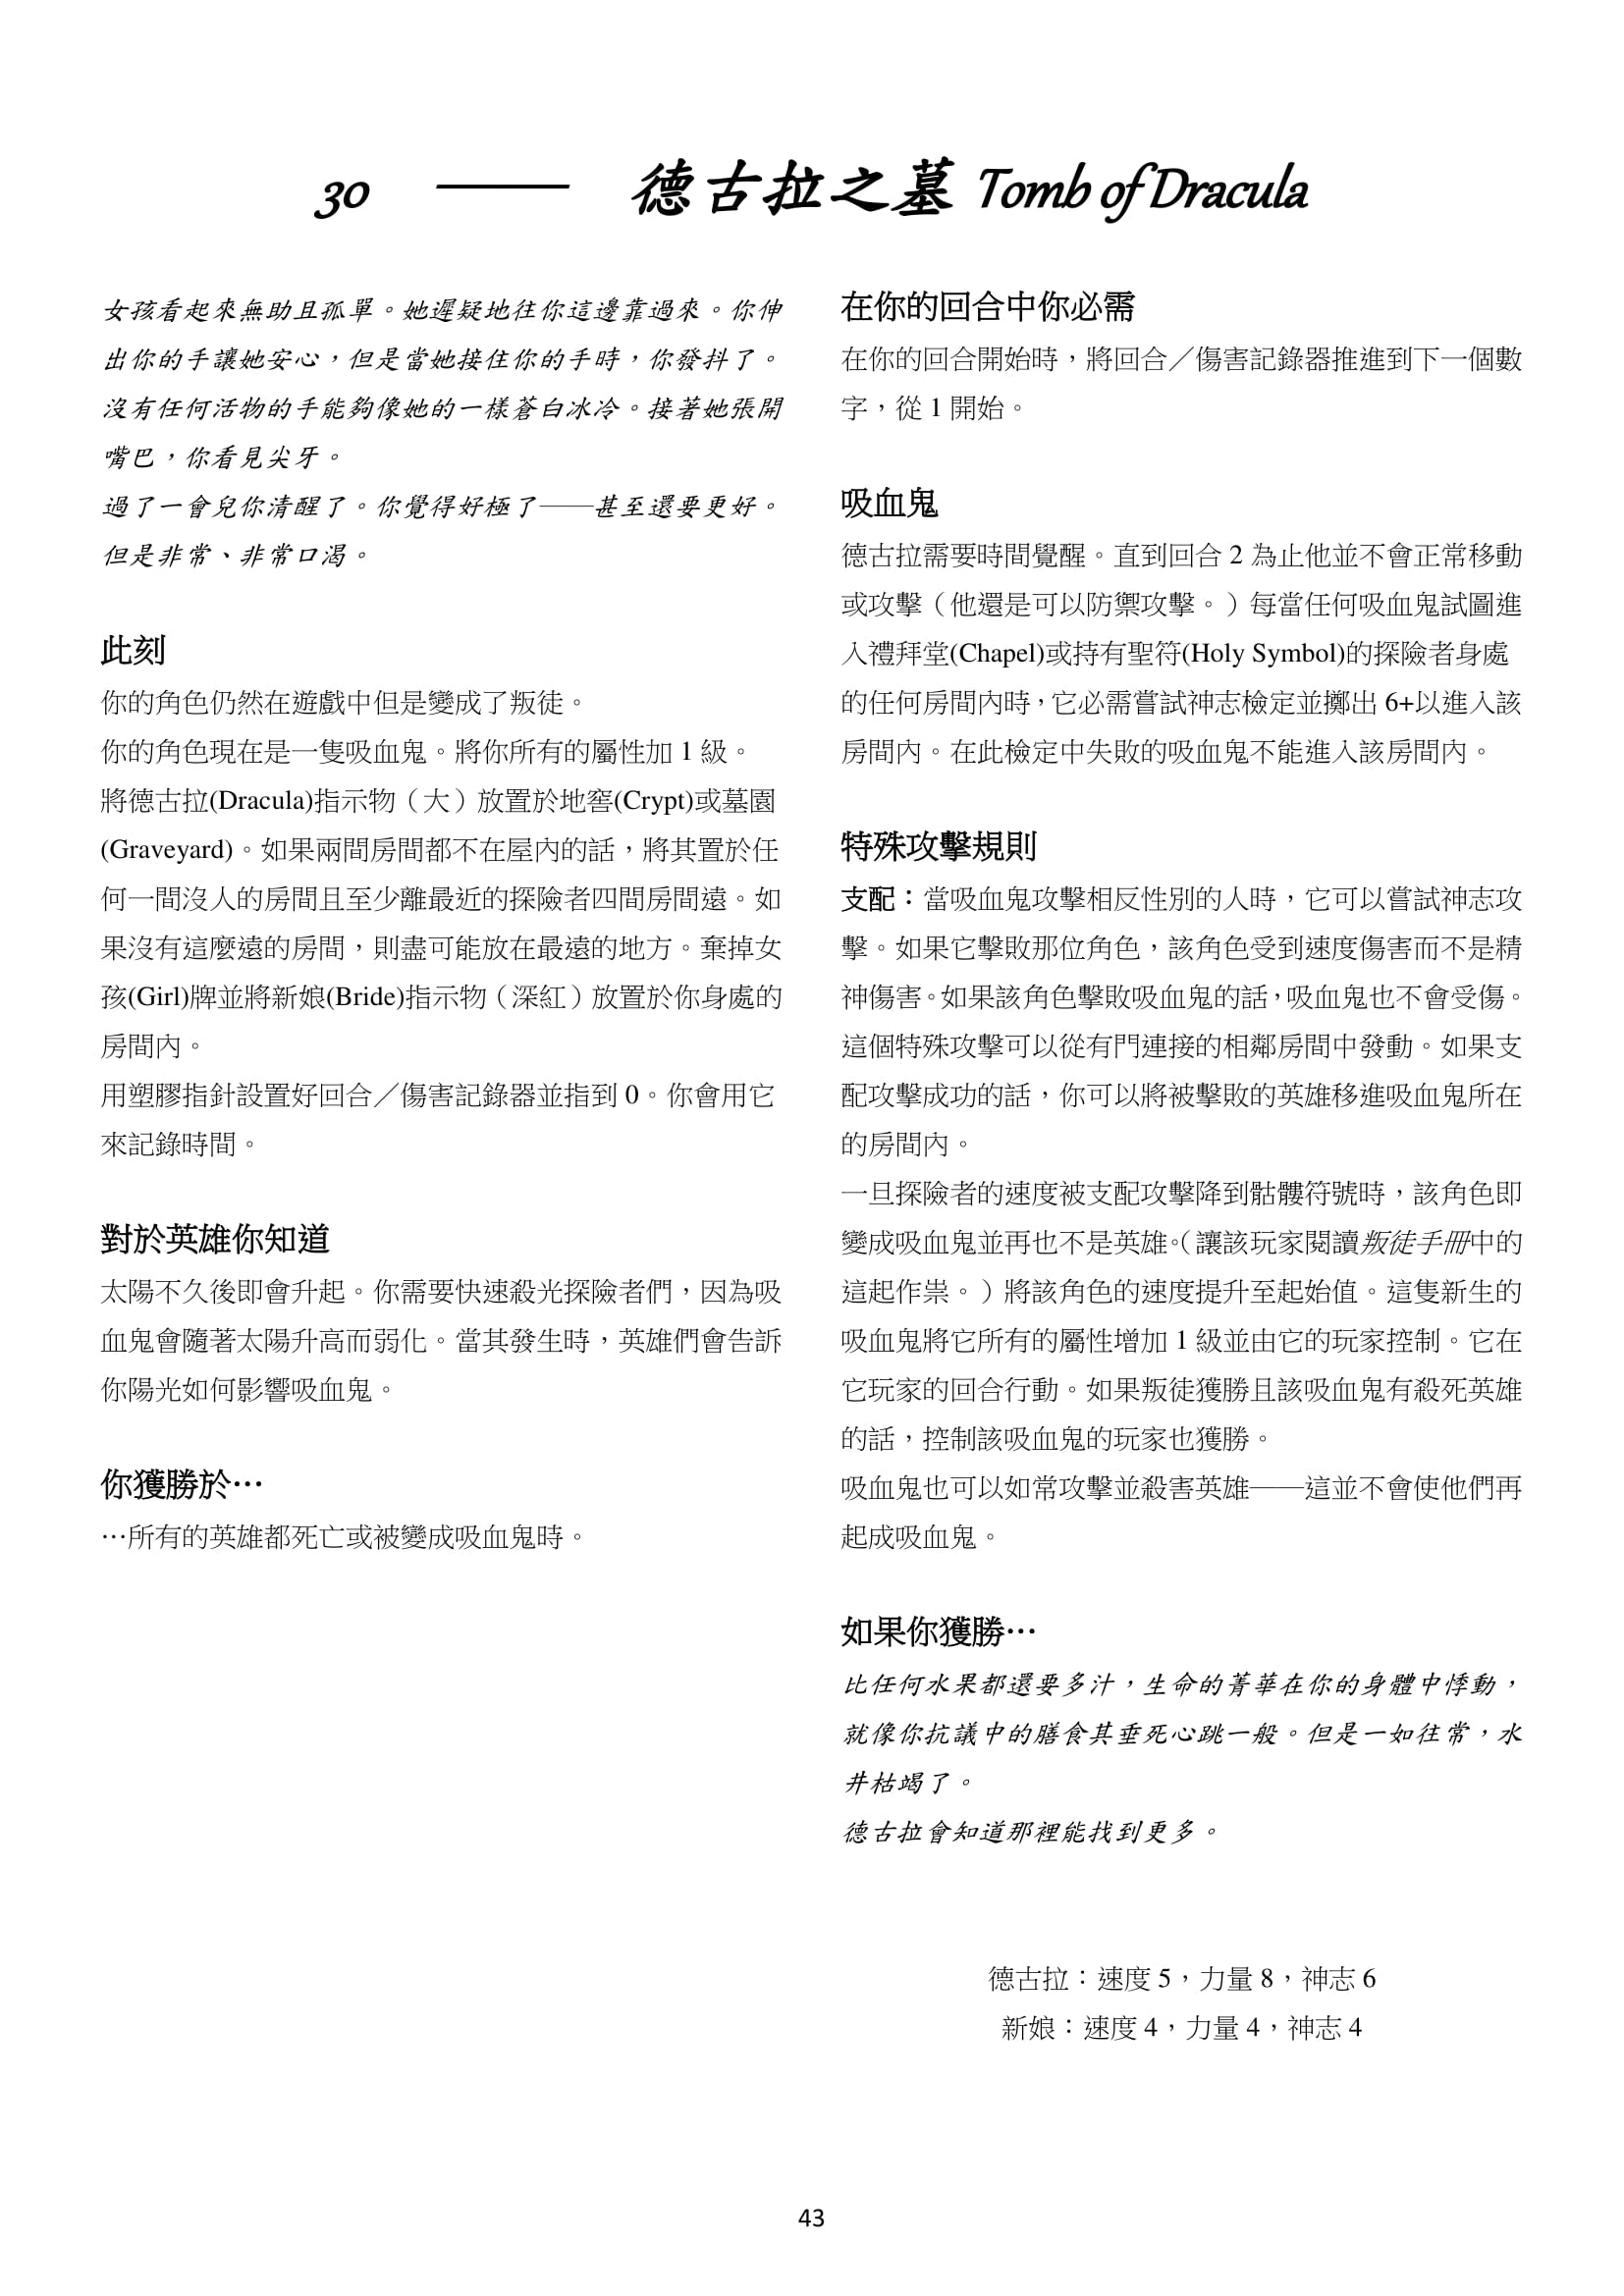 30 —— 德古拉之墓 Tomb of Dracula
女孩看起來無助且孤單。她遲疑地往你這邊靠過來。你伸
出你的手讓她安心，但是當她接住你的手時，你發抖了。
沒有任何活物的手能夠像她的一樣蒼白冰冷。接著她張開
嘴巴，你看見尖牙。
過了一會兒你清醒了。你覺得好極了——甚至還要更好。
但是非常、非常口渴。
此刻
你的角色仍然在遊戲中但是變成了叛徒。
你的角色現在是一隻吸血鬼。將你所有的屬性加 1 級。
將德古拉(Dracula)指示物（大）放置於地窖(Crypt)或墓園
(Graveyard)。如果兩間房間都不在屋內的話，將其置於任
何一間沒人的房間且至少離最近的探險者四間房間遠。如
果沒有這麼遠的房間，則盡可能放在最遠的地方。棄掉女
孩(Girl)牌並將新娘(Bride)指示物（深紅）放置於你身處的
房間內。
用塑膠指針設置好回合／傷害記錄器並指到 0。你會用它
來記錄時間。
對於英雄你知道
太陽不久後即會升起。你需要快速殺光探險者們，因為吸
血鬼會隨著太陽升高而弱化。當其發生時，英雄們會告訴
你陽光如何影響吸血鬼。
你獲勝於…
…所有的英雄都死亡或被變成吸血鬼時。
在你的回合中你必需
在你的回合開始時，將回合／傷害記錄器推進到下一個數
字，從 1 開始。
吸血鬼
德古拉需要時間覺醒。直到回合 2 為止他並不會正常移動
或攻擊（他還是可以防禦攻擊。）每當任何吸血鬼試圖進
入禮拜堂(Chapel)或持有聖符(Holy Symbol)的探險者身處
的任何房間內時，它必需嘗試神志檢定並擲出 6+以進入該
房間內。在此檢定中失敗的吸血鬼不能進入該房間內。
特殊攻擊規則
支配：當吸血鬼攻擊相反性別的人時，它可以嘗試神志攻
擊。如果它擊敗那位角色，該角色受到速度傷害而不是精
神傷害。如果該角色擊敗吸血鬼的話，吸血鬼也不會受傷。
這個特殊攻擊可以從有門連接的相鄰房間中發動。如果支
配攻擊成功的話，你可以將被擊敗的英雄移進吸血鬼所在
的房間內。
一旦探險者的速度被支配攻擊降到骷髏符號時，該角色即
變成吸血鬼並再也不是英雄。（讓該玩家閱讀叛徒手冊中的
這起作祟。）將該角色的速度提升至起始值。這隻新生的
吸血鬼將它所有的屬性增加 1 級並由它的玩家控制。它在
它玩家的回合行動。如果叛徒獲勝且該吸血鬼有殺死英雄
的話，控制該吸血鬼的玩家也獲勝。
吸血鬼也可以如常攻擊並殺害英雄——這並不會使他們再
起成吸血鬼。
如果你獲勝…
比任何水果都還要多汁，生命的菁華在你的身體中悸動，
就像你抗議中的膳食其垂死心跳一般。但是一如往常，水
井枯竭了。
德古拉會知道那裡能找到更多。
德古拉：速度 5，力量 8，神志 6
新娘：速度 4，力量 4，神志 4
43